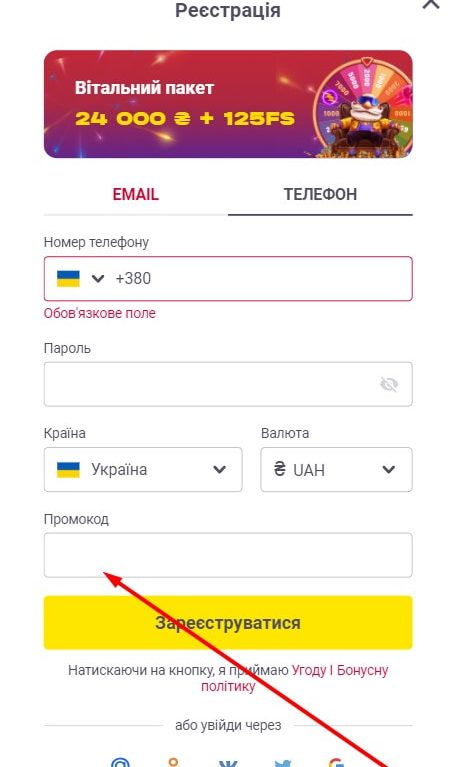 Реєстрація
Вітальний пакет
24 000 ₴ + 125FS
EMAIL
ТЕЛЕФОН
Номер телефону
+380
Обов'язкове поле
Пароль
Країна
Валюта
Україна
₴ UAH
Промокод
Зареєструватися
Натискаючи на кнопку, я приймаю Угоду І Бонусну
політику
або увійди через